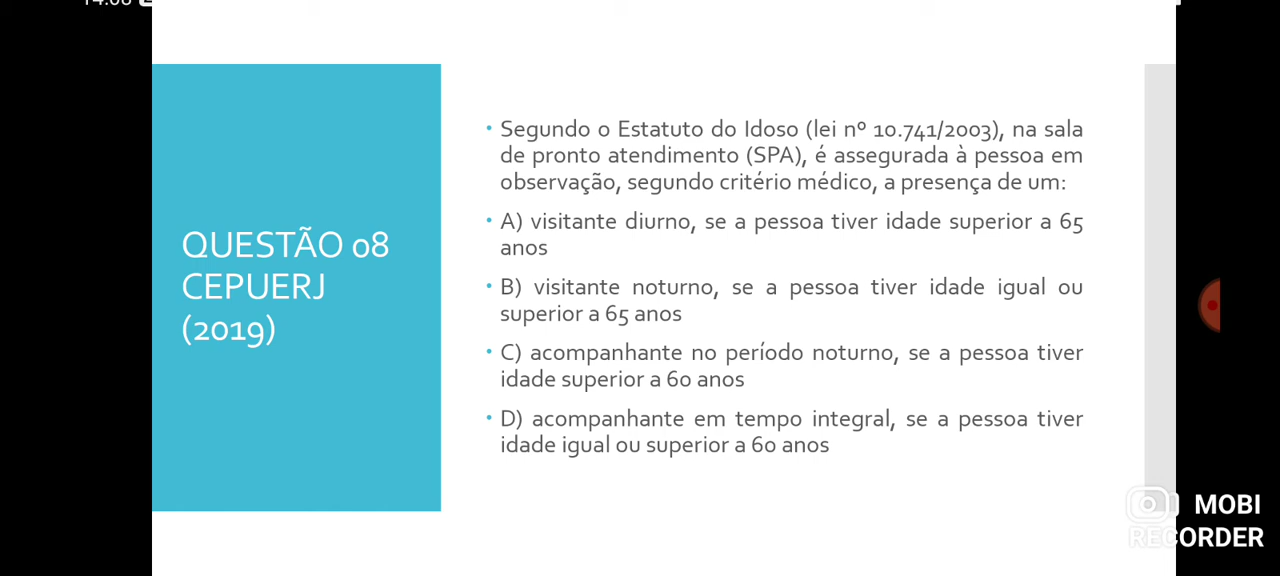 QUESTÃO 08
CEPUERJ
(2019)
• Segundo o Estatuto do Idoso (lei nº 10.741/2003), na sala
de pronto atendimento (SPA), é assegurada à pessoa em
observação, segundo critério médico, a presença de um:
• A) visitante diurno, se a pessoa tiver idade superior a 65
anos
• B) visitante noturno, se a pessoa tiver idade igual ou
superior a 65 anos
• C) acompanhante no período noturno, se a pessoa tiver
idade superior a 60 anos
• D) acompanhante em tempo integral, se a pessoa tiver
idade igual ou superior a 60 anos
MOBI
RECORDER